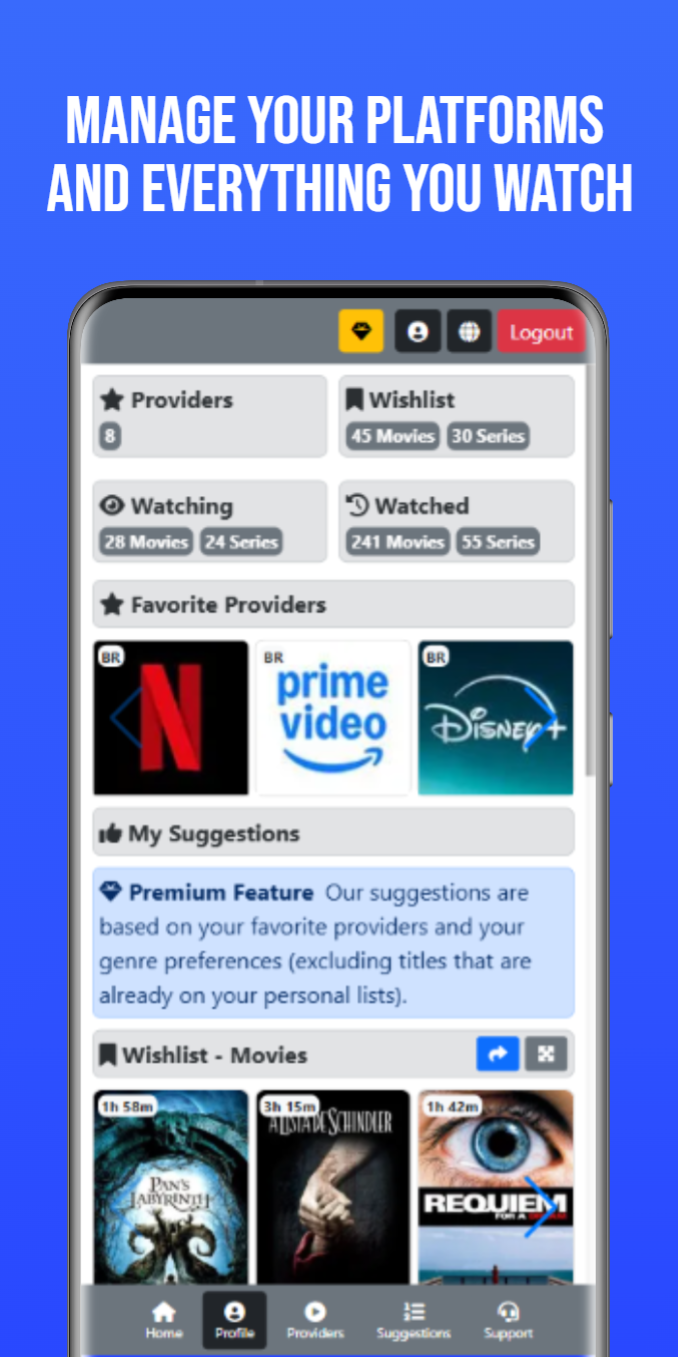 MANAGE YOUR PLATFORMS
AND EVERYTHING YOU WATCH
Logout
Providers
8
Wishlist
45 Movies 30 Series
Watching
28 Movies 24 Series
Watched
241 Movies 55 Series
Favorite Providers
BR
N
BR
prime
video
BR
Disney+
My Suggestions
Premium Feature Our suggestions are
based on your favorite providers and your
genre preferences (excluding titles that are
already on your personal lists).
Wishlist - Movies
1h 58m
PAN'S
LABYRINTH
3h 15m
A LISTA DE SCHINDLER
1h 42m
REQUIEM
FOR A DREAM
Home Profile Providers Suggestions Support